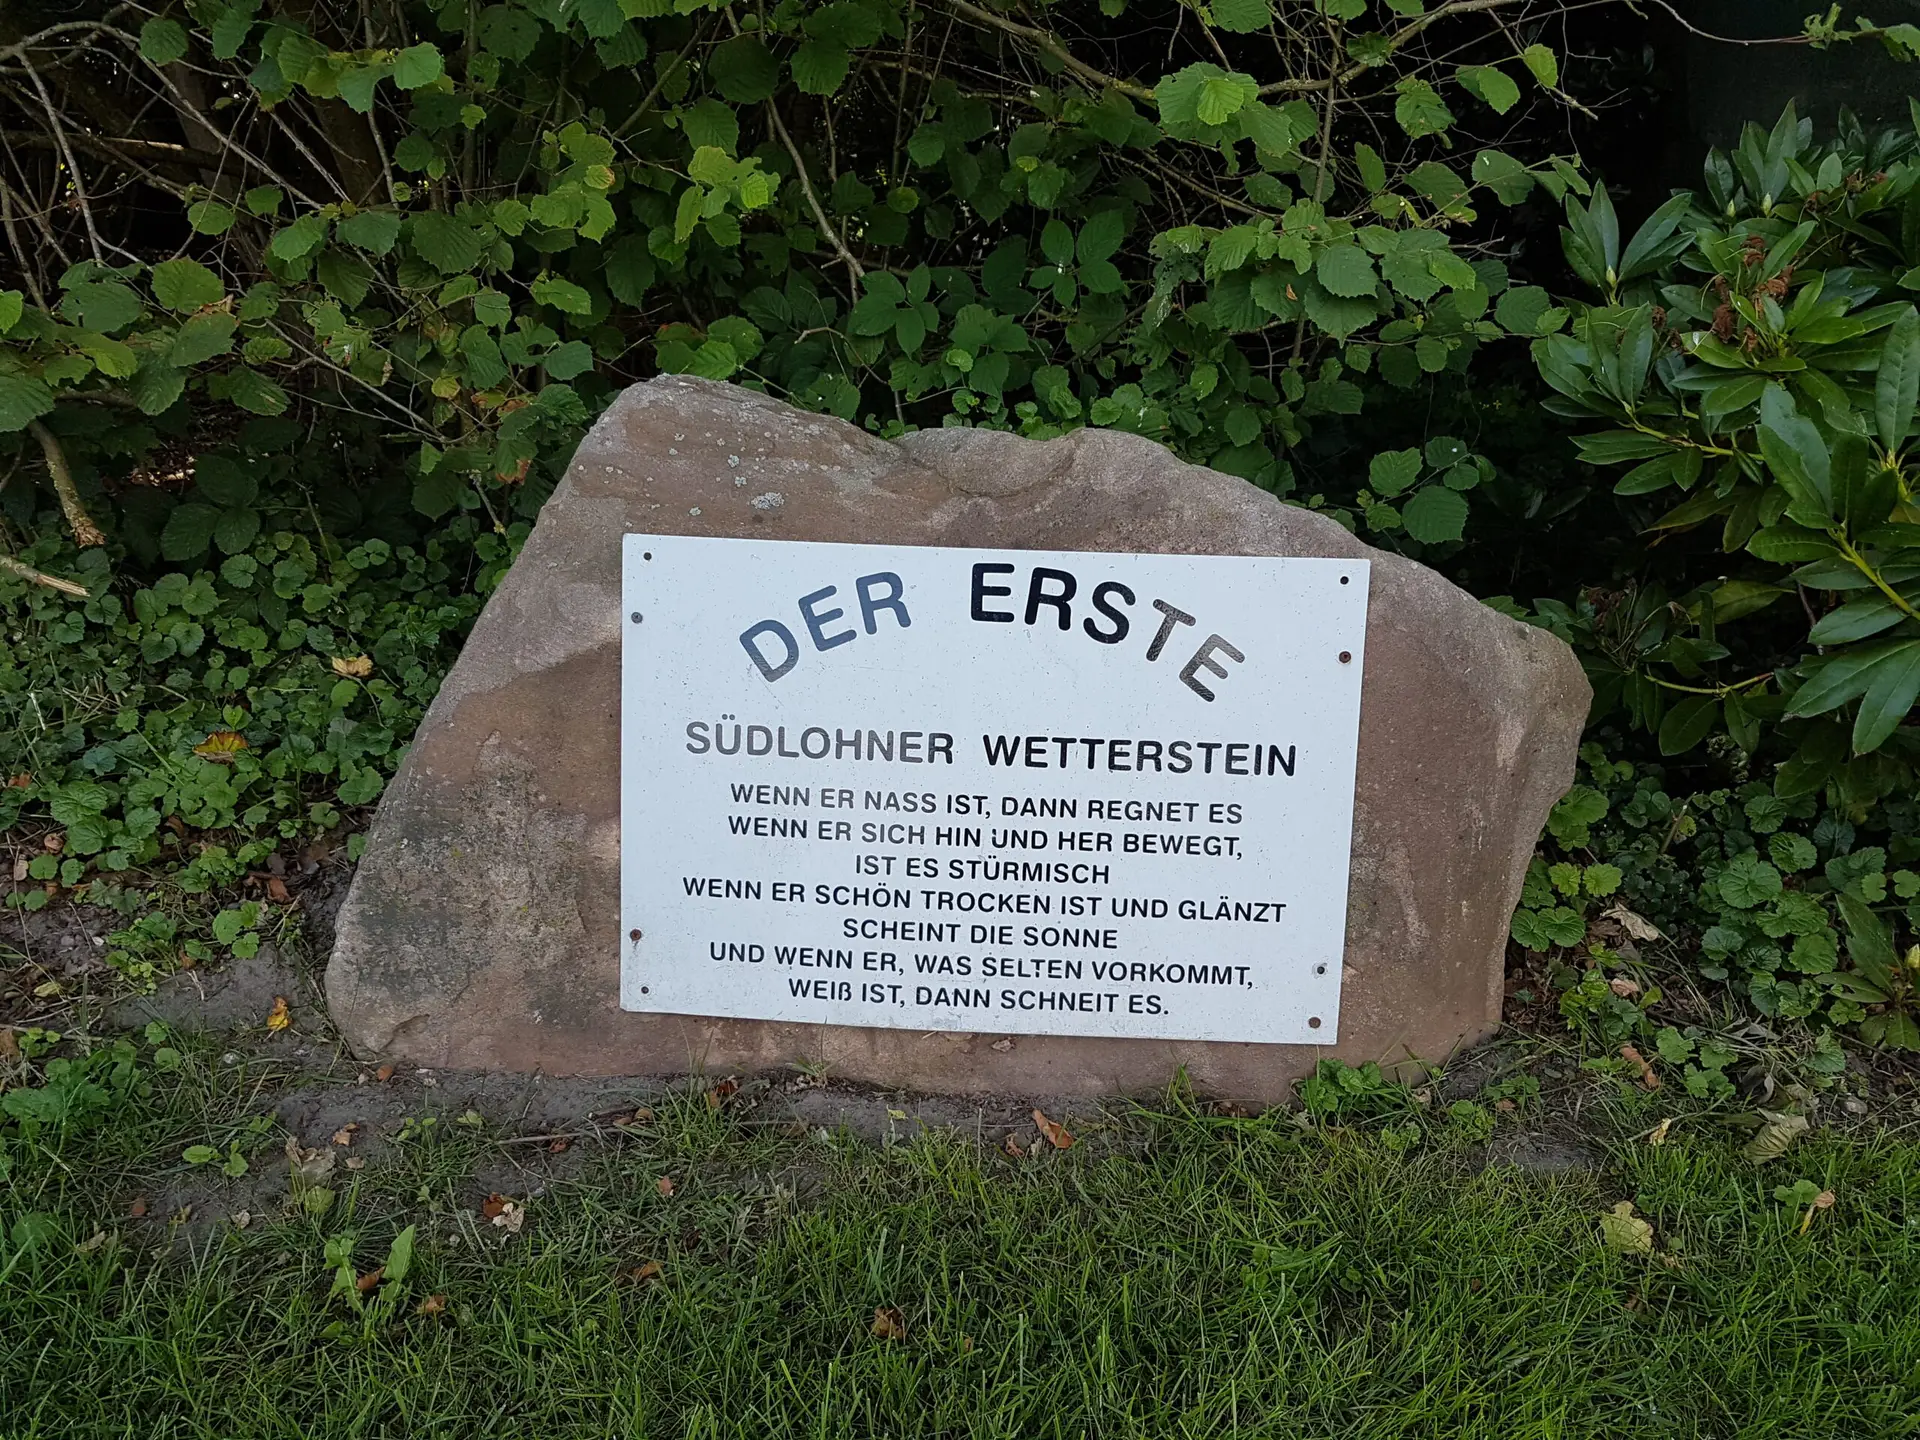 DER ERSTE
SÜDLOHNER WETTERSTEIN
WENN ER NASS IST, DANN REGNET ES
WENN ER SICH HIN UND HER BEWEGT,
IST ES STÜRMISCH
WENN ER SCHÖN TROCKEN IST UND GLÄNZT
SCHEINT DIE SONNE
UND WENN ER, WAS SELTEN VORKOMMT,
WEIß IST, DANN SCHNEIT ES.